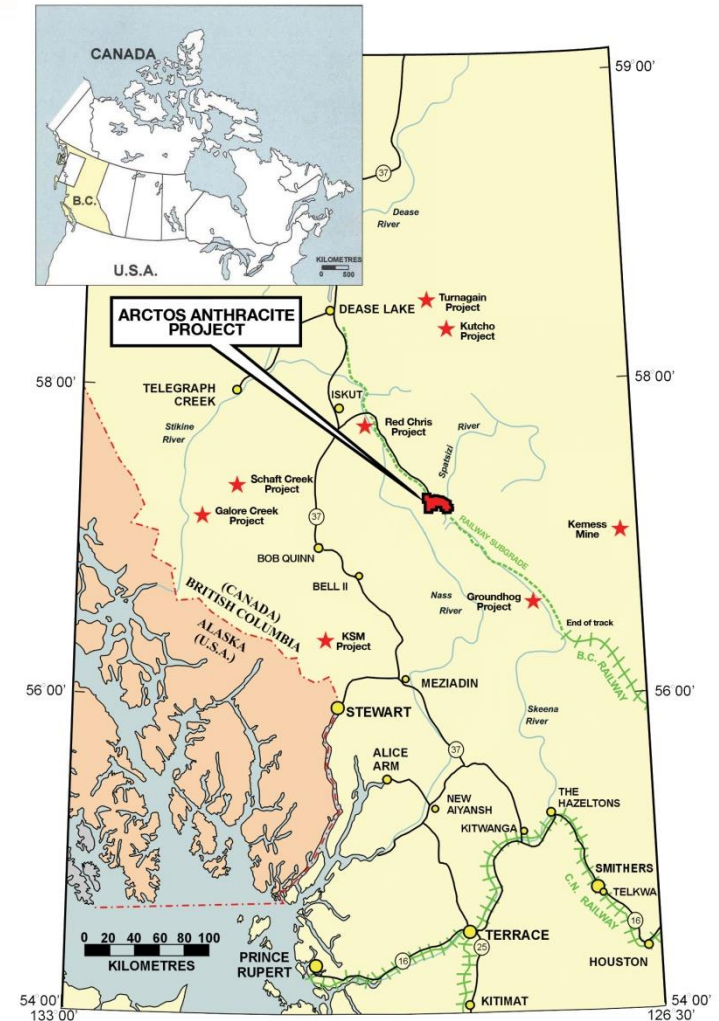 CANADA
B.C.
U.S.A.
KILOMETRES
0 500
59 00'
37
Dease
River
ARCTOS ANTHRACITE
PROJECT
DEASE LAKE
Turnagain
Project
Kutcho
Project
58 00'
58 00'
TELEGRAPH
CREEK
ISKUT
Stikine
River
Red Chris
Project
Spatsizi
River
Schaft Creek
Project
Galore Creek
Project
37
RAILWAY SUBGRADE
Kemess
Mine
BOB QUINN
BELL II
Nass
River
Groundhog
Project
(CANADA)
BRITISH COLUMBIA
ALASKA
(U.S.A.)
KSM
Project
End of track
B.C. RAILWAY
56 00'
56 00'
MEZIADIN
STEWART
Skeena
River
ALICE
ARM
37
NEW
AIYANSH
KITWANGA
THE
HAZELTONS
SMITHERS
TELKWA
C.N. RAILWAY
16
HOUSTON
0 20 40 60 80 100
KILOMETRES
PRINCE
RUPERT
16
TERRACE
25
KITIMAT
54 00'
133 00'
54 00'
126 30'